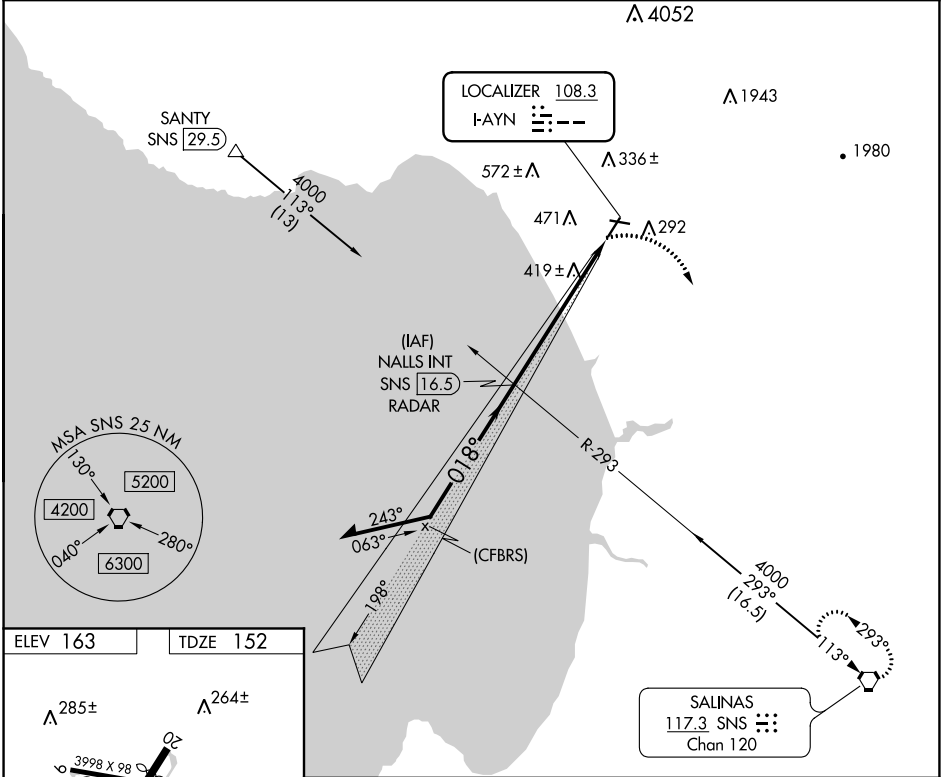 4052
LOCALIZER 108.3
I-AYN
1943
SANTY
SNS 29.5
1980
336±
572±
4000
113°
(13)
471
292
419±
(IAF)
NALLS INT
SNS 16.5
RADAR
R-293
018°
MSA SNS 25 NM
130°
5200
4200
040°
280°
6300
243°
063°
(CFBRS)
198°
4000
293°
(16.5)
293°
113°
ELEV 163
TDZE 152
SALINAS
117.3 SNS
Chan 120
285±
264±
20
3998 X 98
9